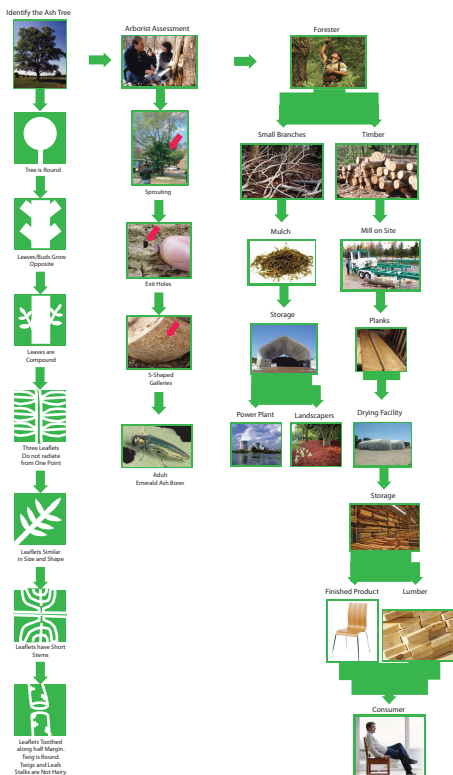 Identify the Ash Tree
Tree is Round
Leaves/Buds Grow
Opposite
Leaves are
Compound
Three Leaflets
Do not radiate
from One Point
Leaflets Similar
in Size and Shape
Leaflets have Short
Stems
Leaflets Toothed
along half Margin.
Twig is Round.
Twigs and Leafs
Stalks are Not Hairy.
Arborist Assessment
Sprouting
Exit Holes
S-Shaped
Galleries
Adult
Emerald Ash Borer
Forester
Small Branches
Timber
Mulch
Mill on Site
Storage
Planks
Power Plant
Landscapers
Drying Facility
Storage
Finished Product
Lumber
Consumer